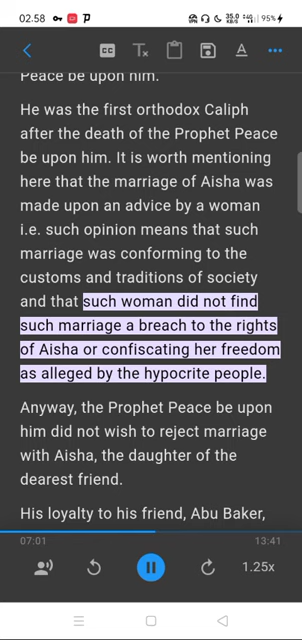 02.58
35.0
KB/S
95%
CC
Peace be upon him.
He was the first orthodox Caliph
after the death of the Prophet Peace
be upon him. It is worth mentioning
here that the marriage of Aisha was
made upon an advice by a woman
i.e. such opinion means that such
marriage was conforming to the
customs and traditions of society
and that such woman did not find
such marriage a breach to the rights
of Aisha or confiscating her freedom
as alleged by the hypocrite people.
Anyway, the Prophet Peace be upon
him did not wish to reject marriage
with Aisha, the daughter of the
dearest friend.
His loyalty to his friend, Abu Baker,
07:01
13:41
1.25x